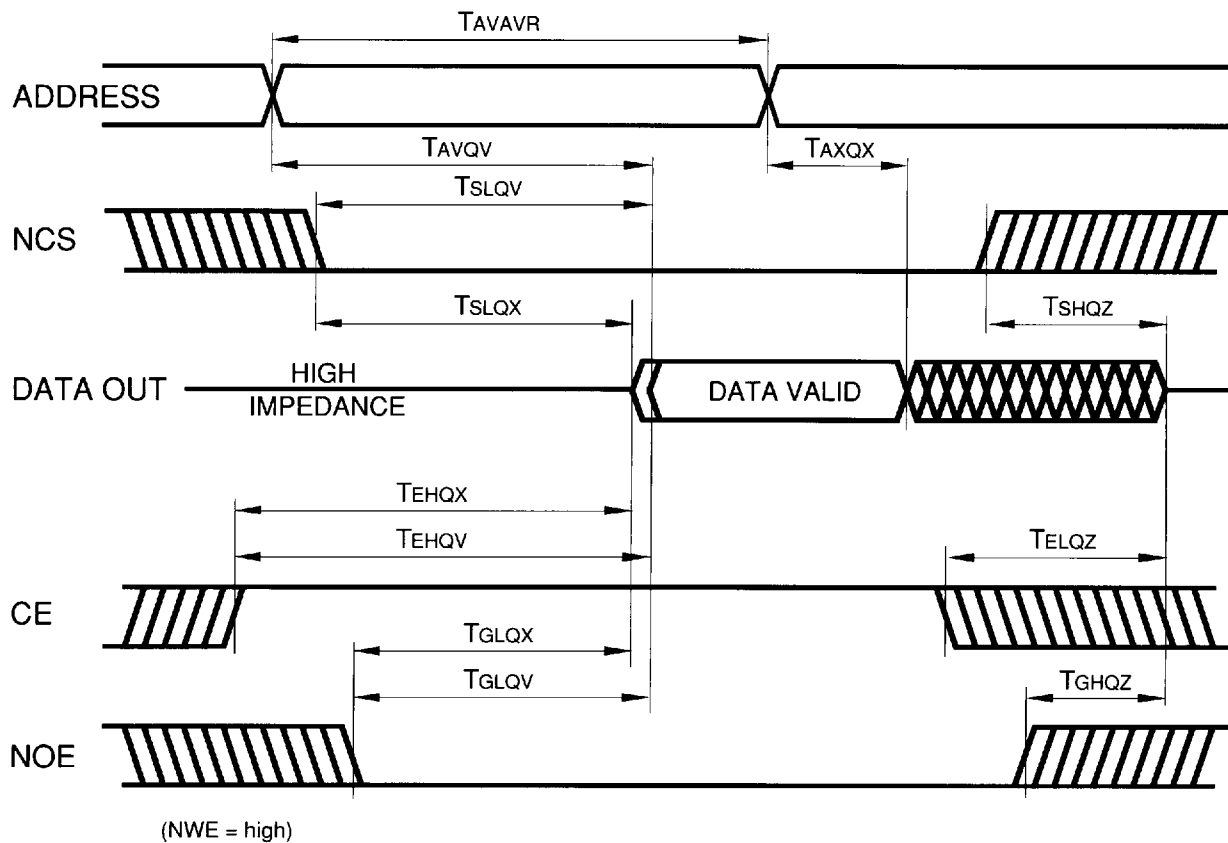 TAVAVR
ADDRESS
TAVQV
TAXQX
TSLQV
NCS
TSLQX
TSHQZ
DATA OUT
HIGH
IMPEDANCE
DATA VALID
TEHQX
TEHQV
TELQZ
CE
TGLQX
TGLQV
TGHQZ
NOE
(NWE = high)